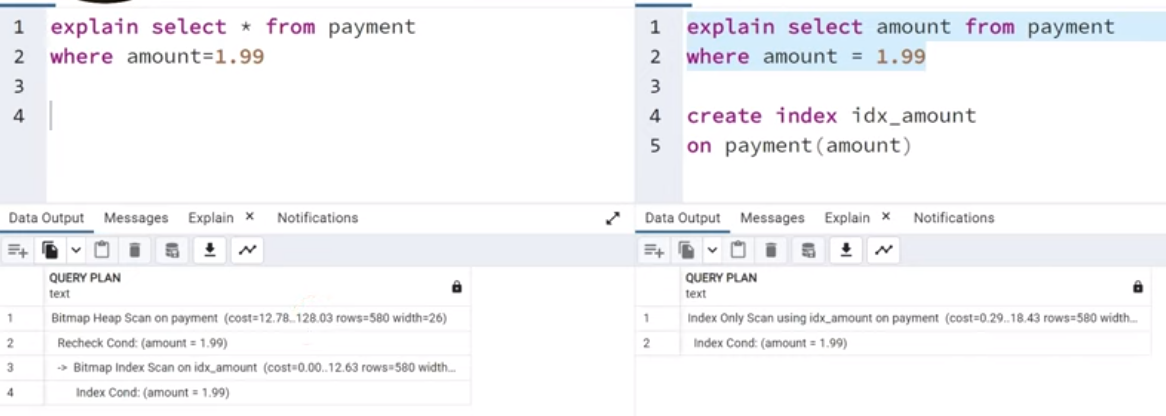 1 explain select * from payment
2 where amount=1.99
3
4
Data Output Messages Explain × Notifications
QUERY PLAN
text
1 Bitmap Heap Scan on payment (cost=12.78..128.03 rows=580 width=26)
2 Recheck Cond: (amount = 1.99)
3 -> Bitmap Index Scan on idx_amount (cost=0.00..12.63 rows=580 width...
4 Index Cond: (amount = 1.99)
1 explain select amount from payment
2 where amount = 1.99
3
4 create index idx_amount
5 on payment(amount)
Data Output Messages Explain × Notifications
QUERY PLAN
text
1 Index Only Scan using idx_amount on payment (cost=0.29..18.43 rows=580 width...
2 Index Cond: (amount = 1.99)